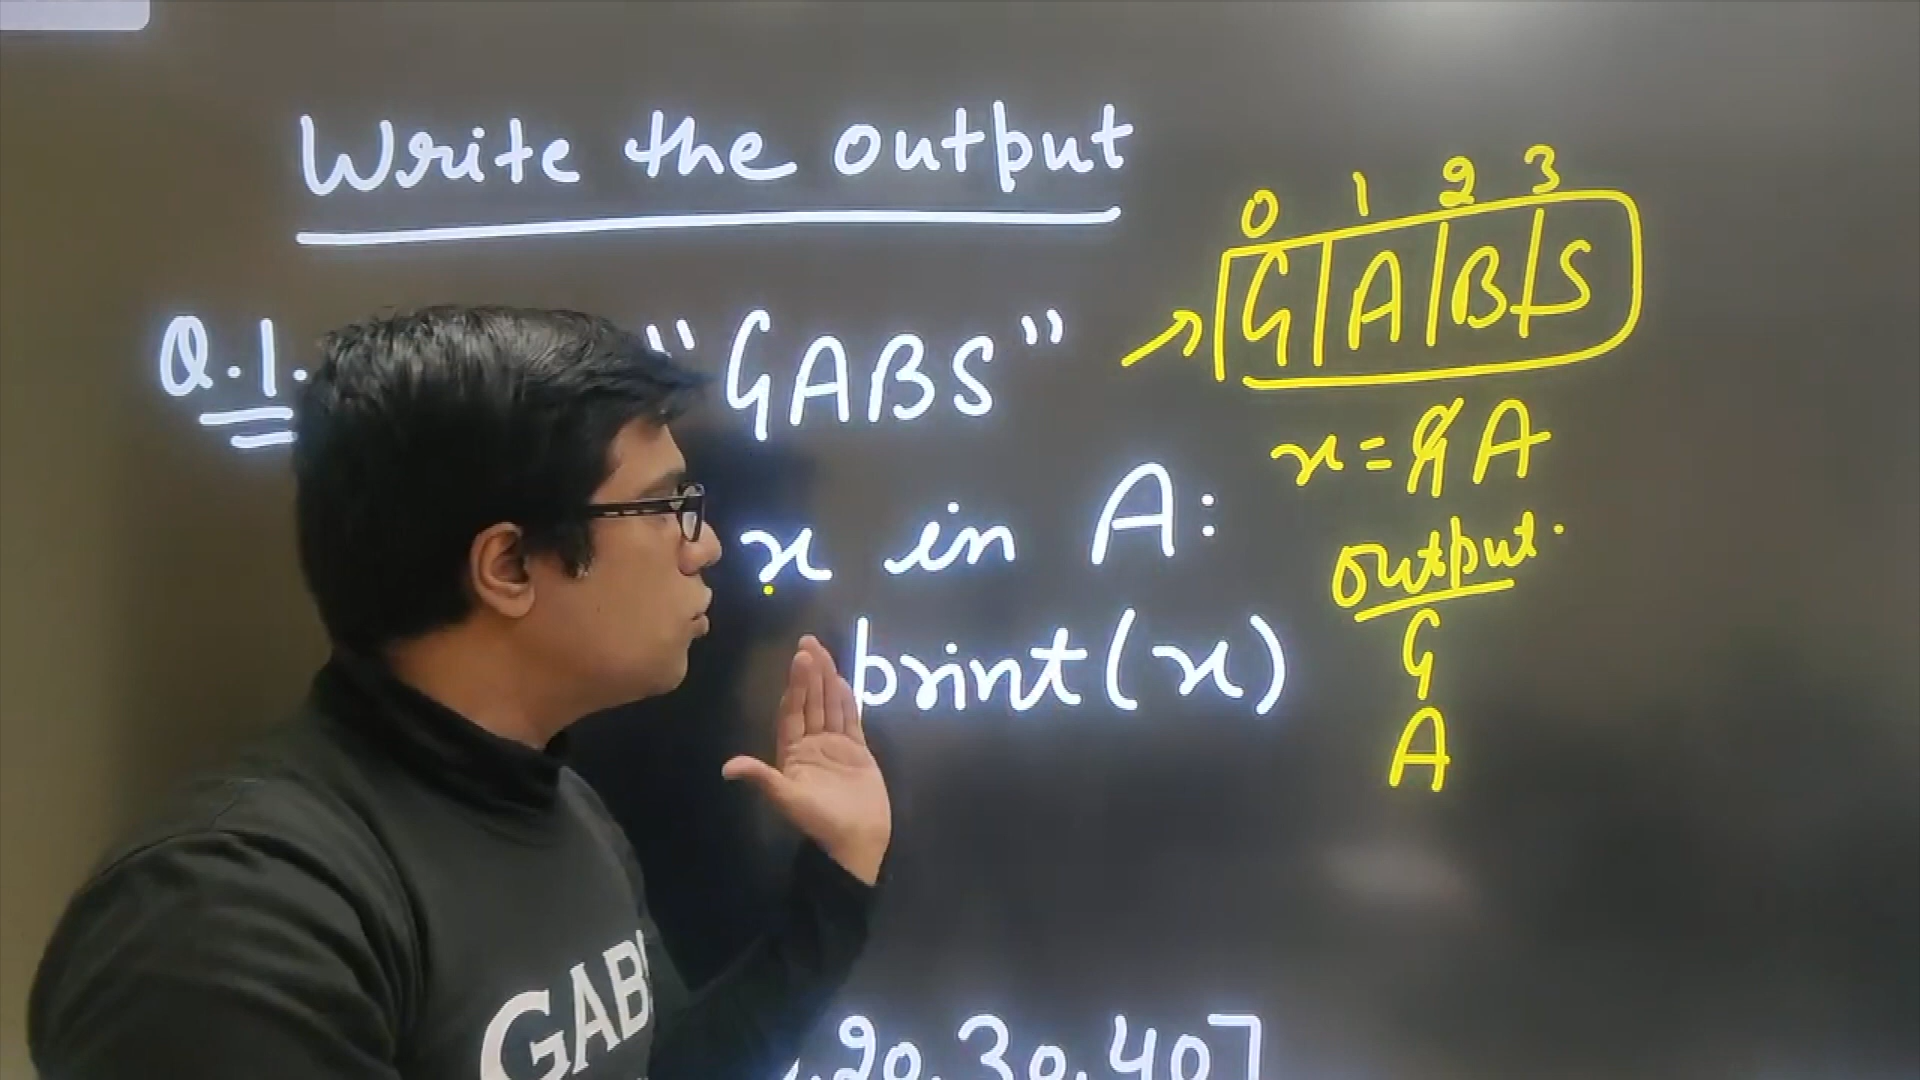 Write the output
Q.1. "GABS"
x in A:
print(x)
0 1 2 3
G A B S
x = G A
output.
G
A
GAB
,20,30,40]